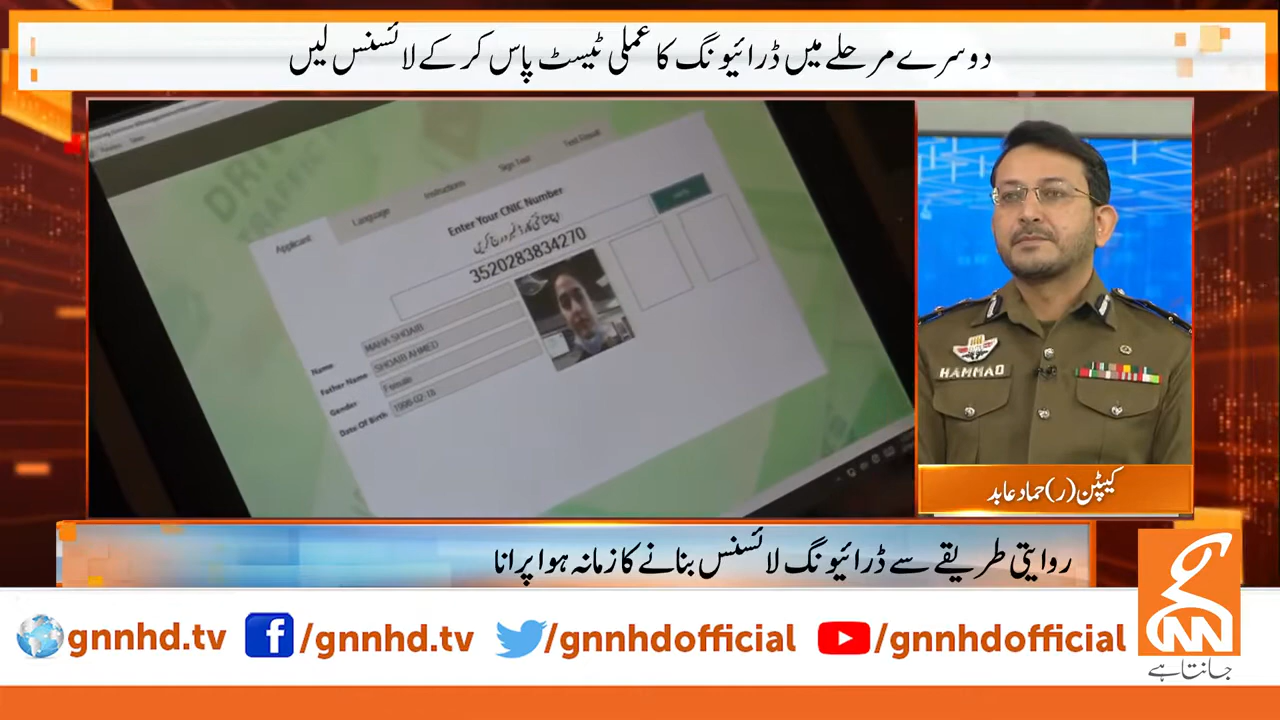 دوسرے مرحلے میں ڈرائیونگ کا عملی ٹیسٹ پاس کر کے لائسنس لیں
Applicant
Language
Instructions
Sign Test
Test Result
Enter Your CNIC Number
3520283834270
Name
MAHA SHOAIB
Father Name
SHOAIB AHMED
Gender
Female
Date Of Birth
HAMMAD
کیپٹن (ر) حماد عابد
روایتی طریقے سے ڈرائیونگ لائسنس بنانے کا زمانہ ہوا پرانا
gnnhd.tv
/gnnhd.tv
/gnnhdofficial
/gnnhdofficial
GNN
جانتا ہے